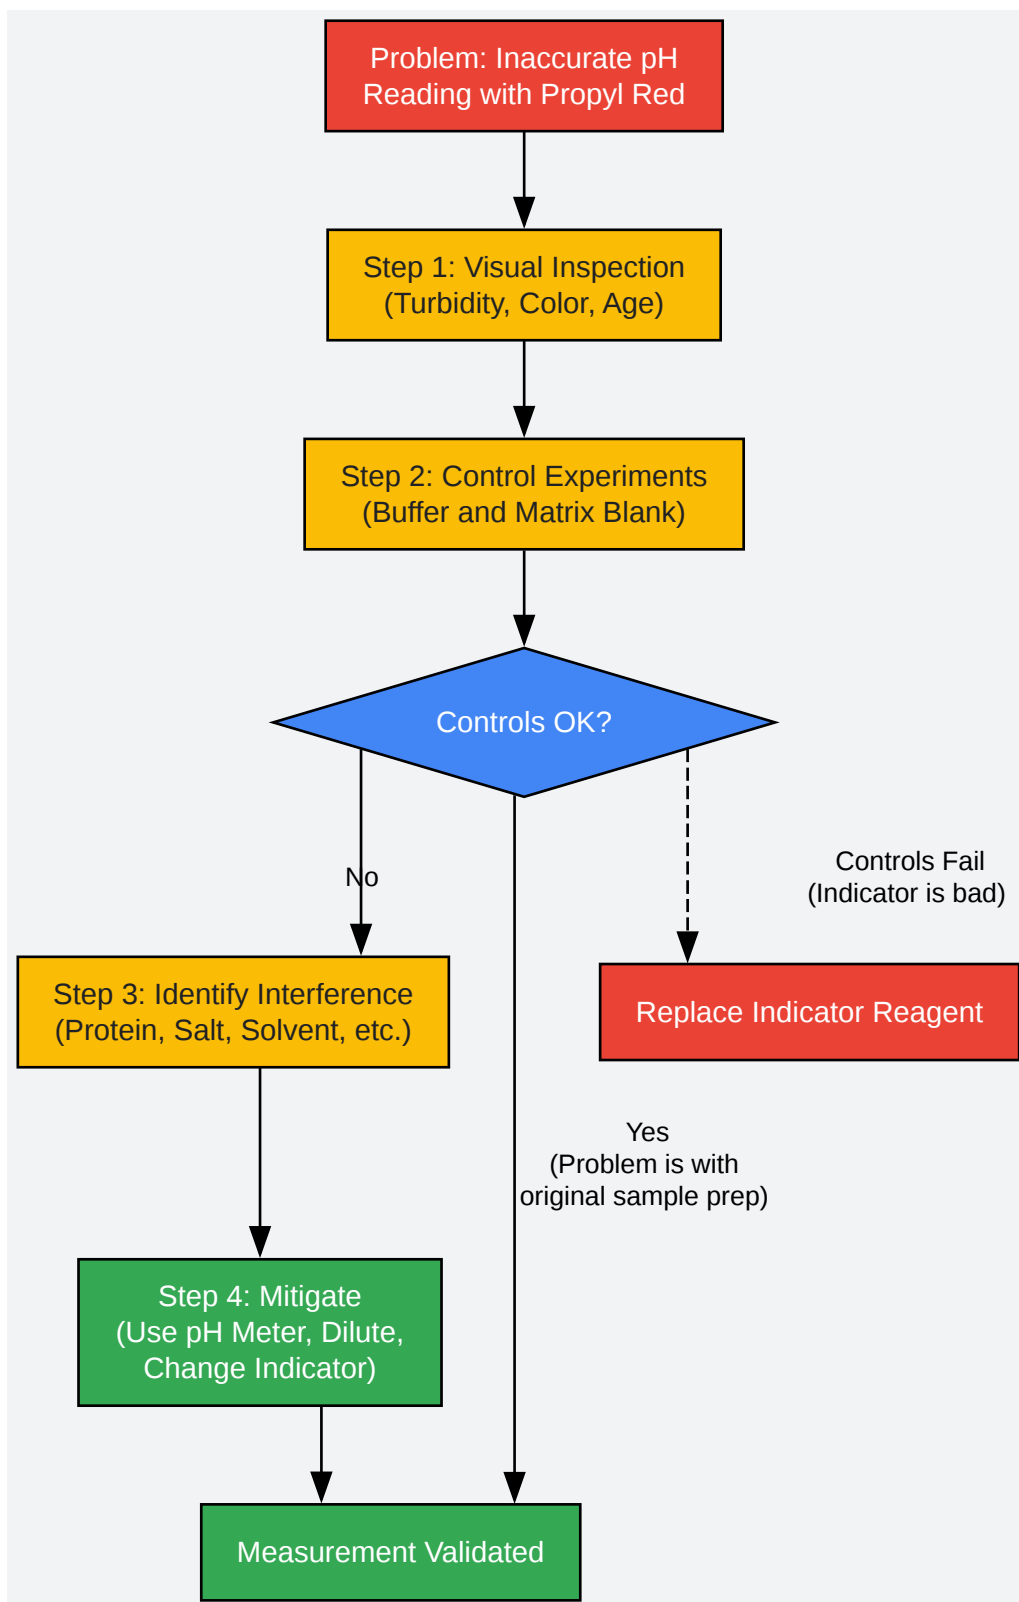 Problem: Inaccurate pH
Reading with Propyl Red
Step 1: Visual Inspection
(Turbidity, Color, Age)
Step 2: Control Experiments
(Buffer and Matrix Blank)
Controls OK?
No
Controls Fail
(Indicator is bad)
Step 3: Identify Interference
(Protein, Salt, Solvent, etc.)
Replace Indicator Reagent
Yes
(Problem is with
original sample prep)
Step 4: Mitigate
(Use pH Meter, Dilute,
Change Indicator)
Measurement Validated